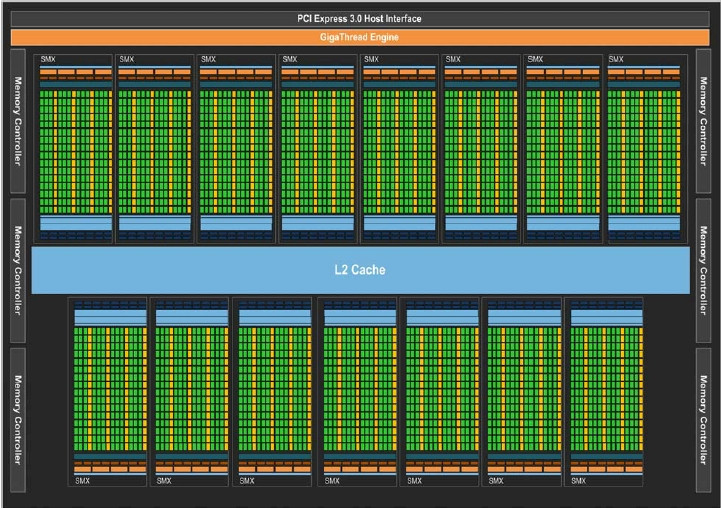 PCI Express 3.0 Host Interface
GigaThread Engine
SMX SMX SMX SMX SMX SMX SMX SMX
Memory Controller
Memory Controller
Memory Controller
Memory Controller
L2 Cache
Memory Controller
Memory Controller
SMX SMX SMX SMX SMX SMX SMX